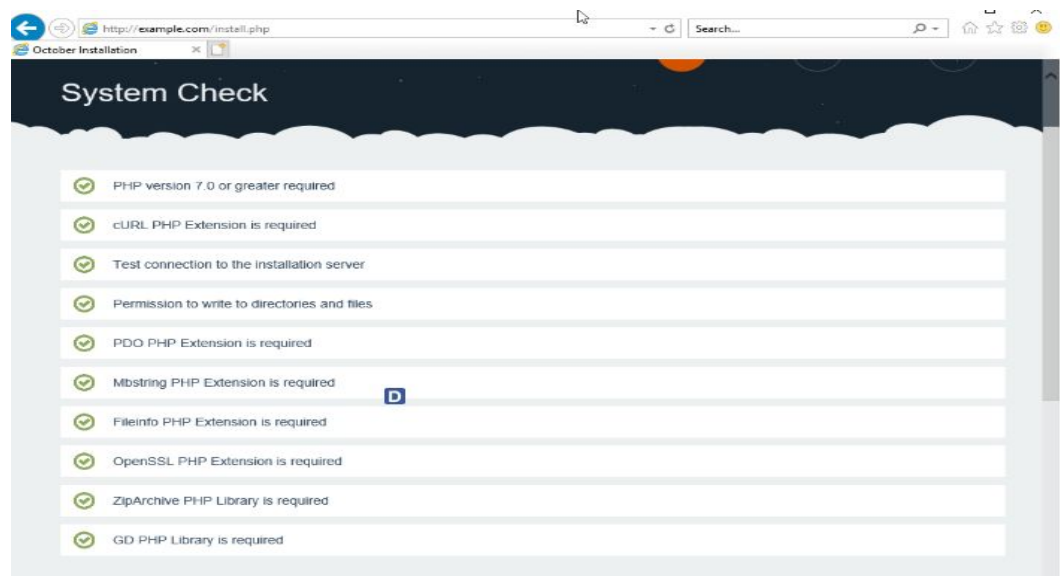 http://example.com/install.php
Search...
October Installation
System Check
PHP version 7.0 or greater required
cURL PHP Extension is required
Test connection to the installation server
Permission to write to directories and files
PDO PHP Extension is required
Mbstring PHP Extension is required
D
Fileinfo PHP Extension is required
OpenSSL PHP Extension is required
ZipArchive PHP Library is required
GD PHP Library is required